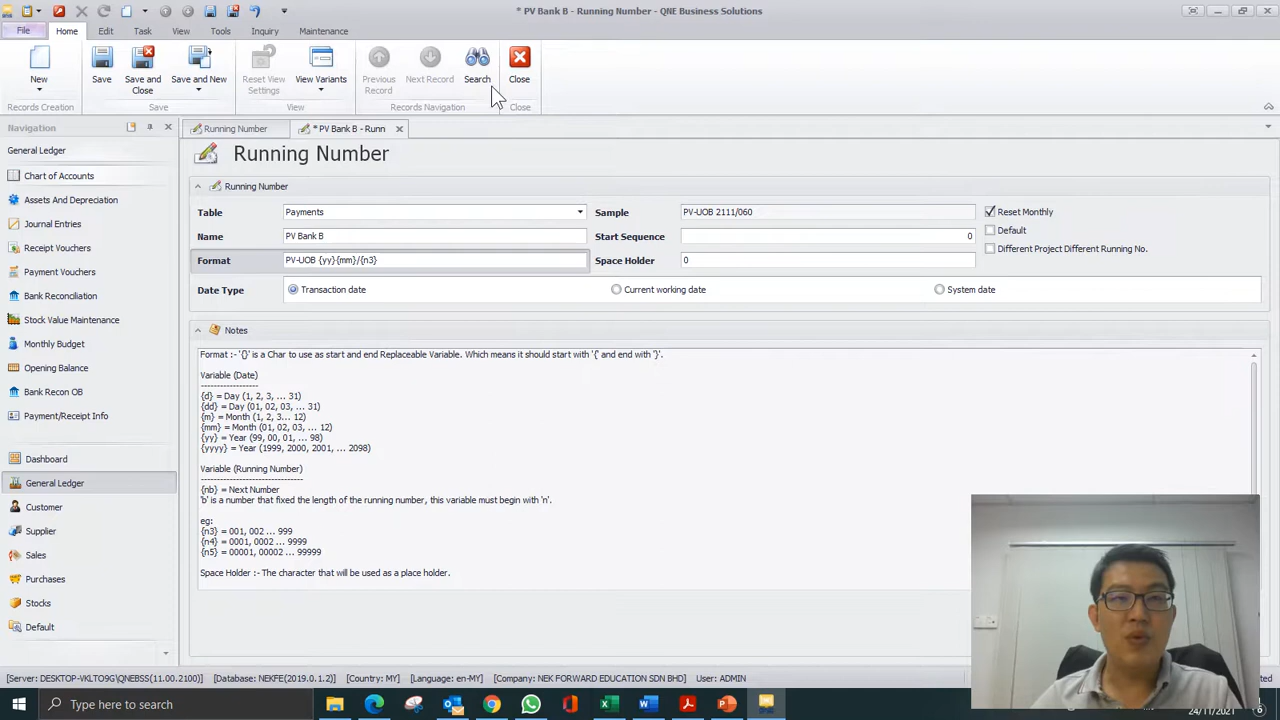 * PV Bank B - Running Number - QNE Business Solutions
File
Home
Edit
Task
View
Tools
Inquiry
Maintenance
New
Save
Save and Close
Save and New
Reset View Settings
View Variants
Previous Record
Next Record
Search
Close
Records Creation
Save
View
Records Navigation
Close
Navigation
Running Number
* PV Bank B - Runn
General Ledger
Chart of Accounts
Assets And Depreciation
Journal Entries
Receipt Vouchers
Payment Vouchers
Bank Reconciliation
Stock Value Maintenance
Monthly Budget
Opening Balance
Bank Recon OB
Payment/Receipt Info
Dashboard
General Ledger
Customer
Supplier
Sales
Purchases
Stocks
Default
Running Number
Running Number
Table
Payments
Sample
PV-UOB 2111/060
Reset Monthly
Name
PV Bank B
Start Sequence
0
Default
Format
PV-UOB {yy}{mm}/{n3}
Space Holder
0
Different Project Different Running No.
Date Type
Transaction date
Current working date
System date
Notes
Format :- '{}' is a Char to use as start and end Replaceable Variable. Which means it should start with '{' and end with '}'.
Variable (Date)
------------------
{d} = Day (1, 2, 3, ... 31)
{dd} = Day (01, 02, 03, ... 31)
{m} = Month (1, 2, 3... 12)
{mm} = Month (01, 02, 03, ... 12)
{yy} = Year (99, 00, 01, ... 98)
{yyyy} = Year (1999, 2000, 2001, ... 2098)
Variable (Running Number)
--------------------------------
{nb} = Next Number
'b' is a number that fixed the length of the running number, this variable must begin with 'n'.
eg:
{n3} = 001, 002 ... 999
{n4} = 0001, 0002 ... 9999
{n5} = 00001, 00002 ... 99999
Space Holder :- The character that will be used as a place holder.
[Server: DESKTOP-VKLTO9G\QNEBSS(11.00.2100)]
[Database: NEKFE(2019.0.1.2)]
[Country: MY]
[Language: en-MY]
[Company: NEK FORWARD EDUCATION SDN BHD]
User: ADMIN
Type here to search
24/11/2021